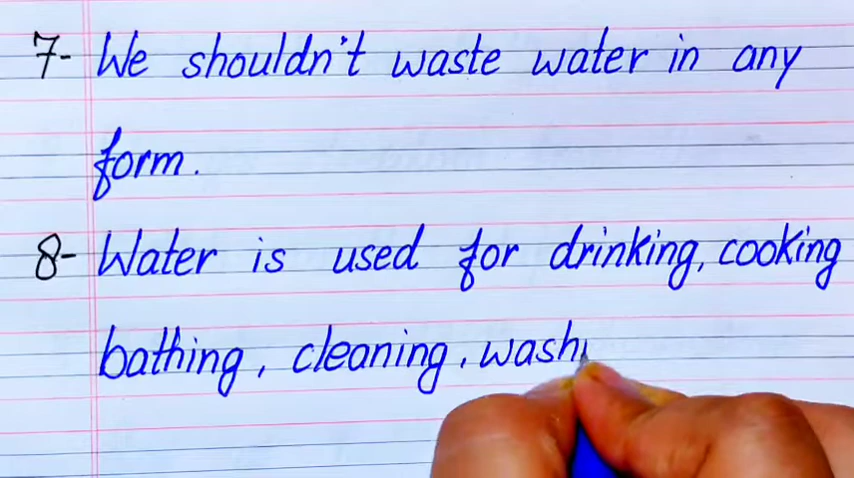 7- We shouldn't waste water in any
form.
8- Water is used for drinking, cooking
bathing, cleaning, wash